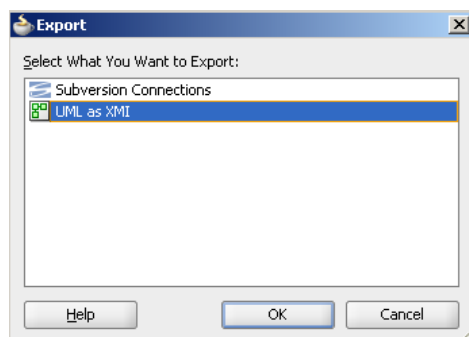 Export
Select What You Want to Export:
Subversion Connections
UML as XMI
Help
OK
Cancel